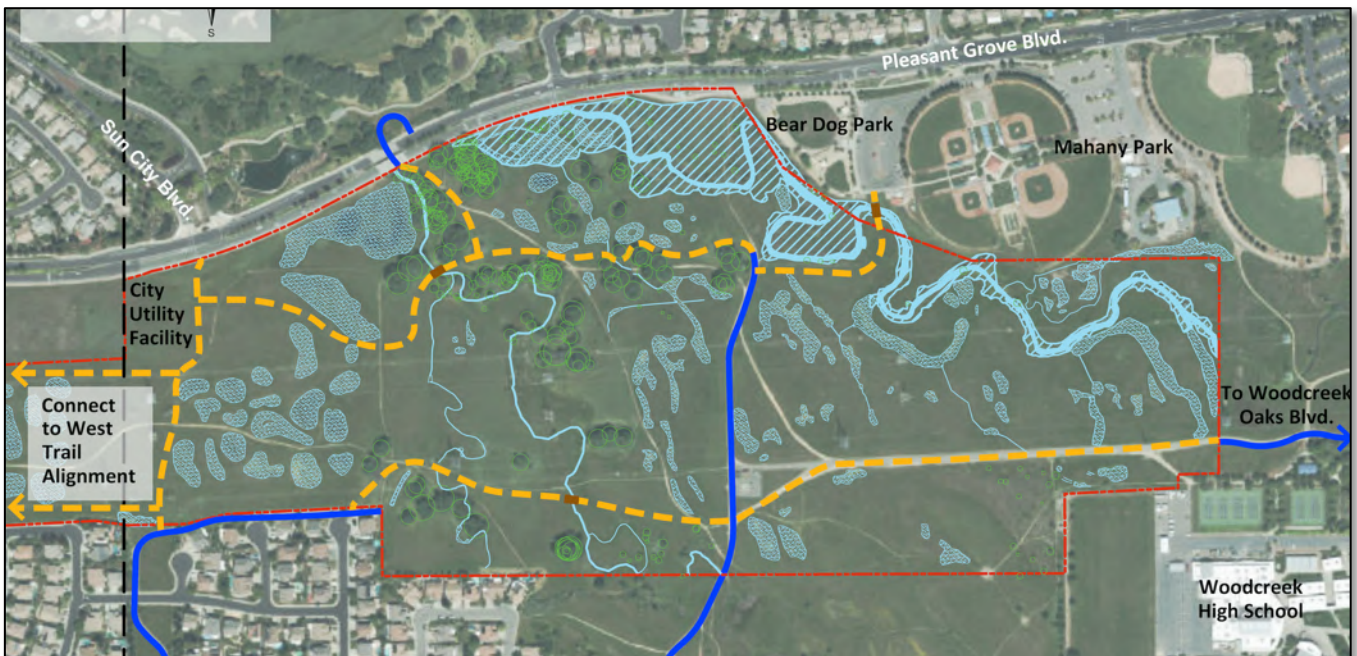 S
Pleasant Grove Blvd.
Sun City Blvd.
Bear Dog Park
Mahany Park
City
Utility
Facility
Connect
to West
Trail
Alignment
To Woodcreek
Oaks Blvd.
Woodcreek
High School